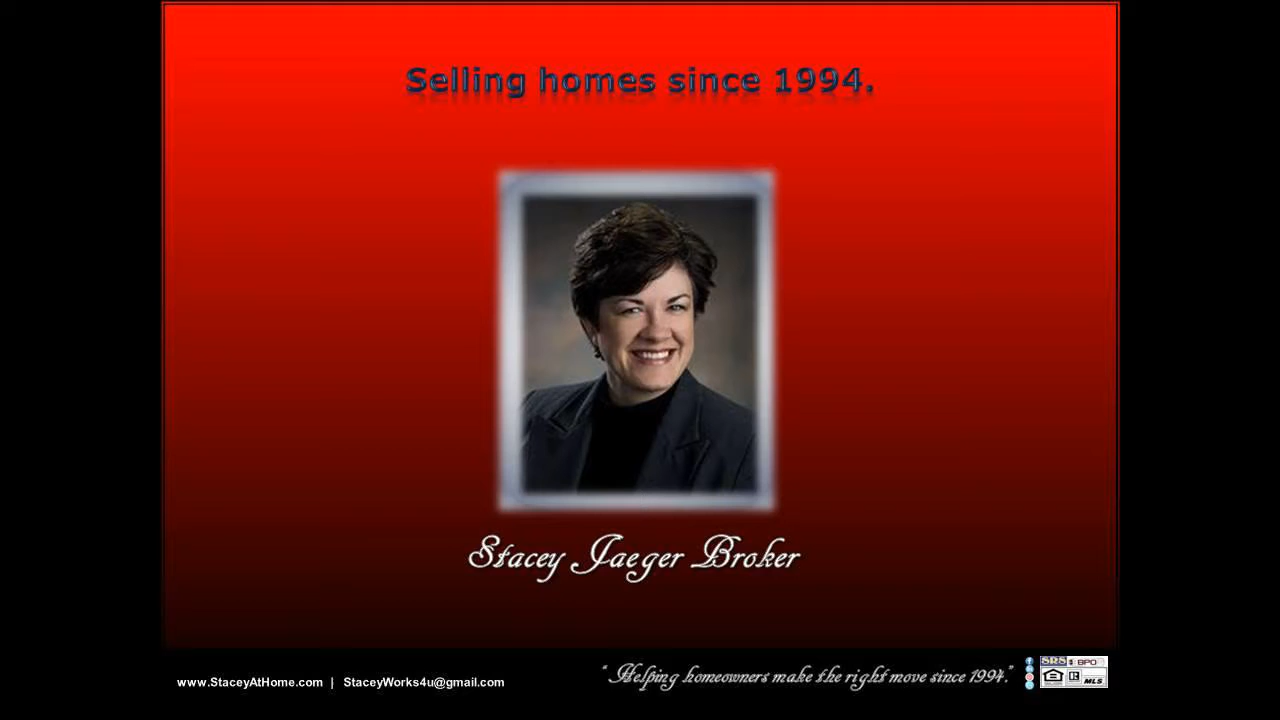 Selling homes since 1994.
Stacey Jaeger Broker
www.StaceyAtHome.com | StaceyWorks4u@gmail.com
“ Helping homeowners make the right move since 1994.”
SRS BPOR
R MLS